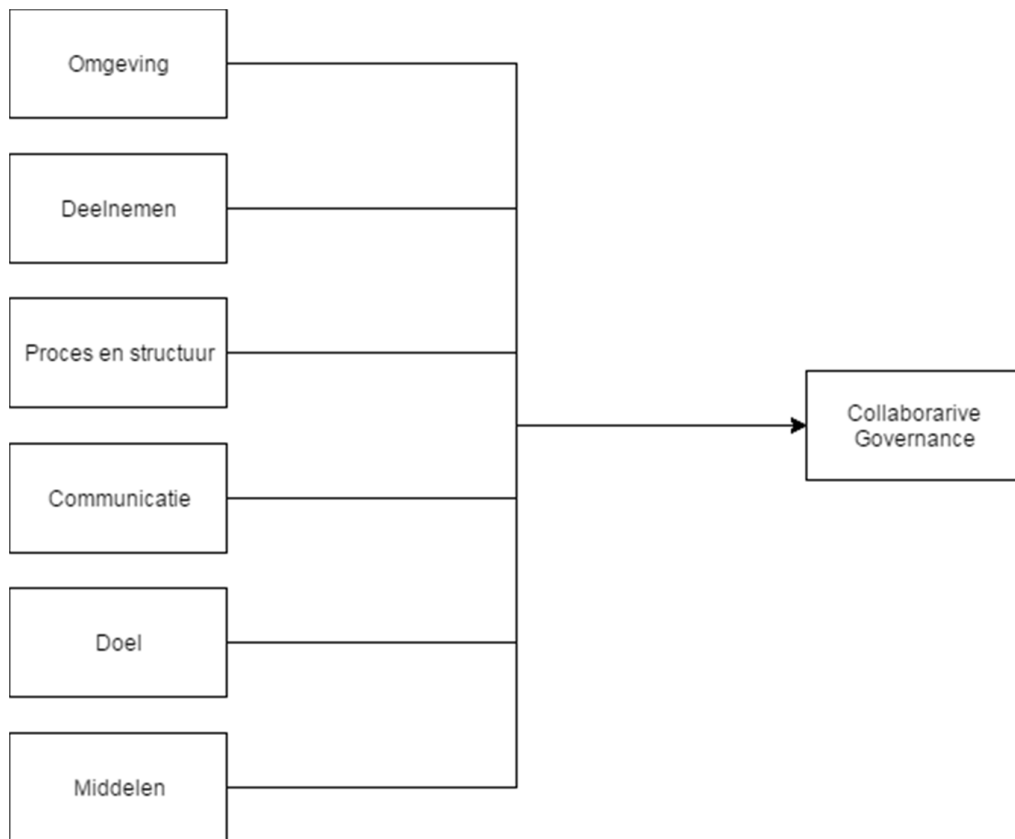 Omgeving
Deelnemen
Proces en structuur
Communicatie
Doel
Middelen
Collaborarive
Governance